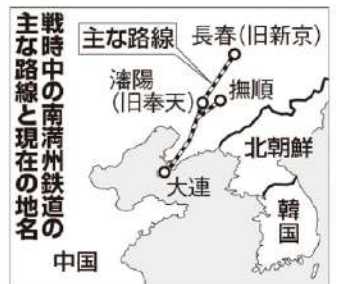 戦時中の南満州鉄道の
主な路線と現在の地名
主な路線
長春(旧新京)
瀋陽
(旧奉天)
撫順
北朝鮮
大連
韓国
中国